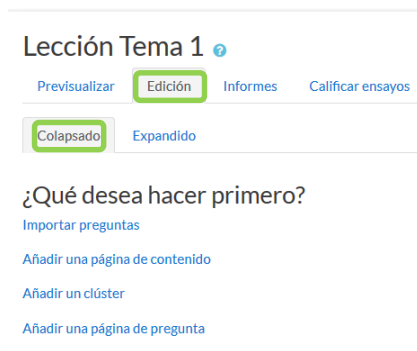 Lección Tema 1
Previsualizar Edición Informes Calificar ensayos
Colapsado Expandido
¿Qué desea hacer primero?
Importar preguntas
Añadir una página de contenido
Añadir un clúster
Añadir una página de pregunta